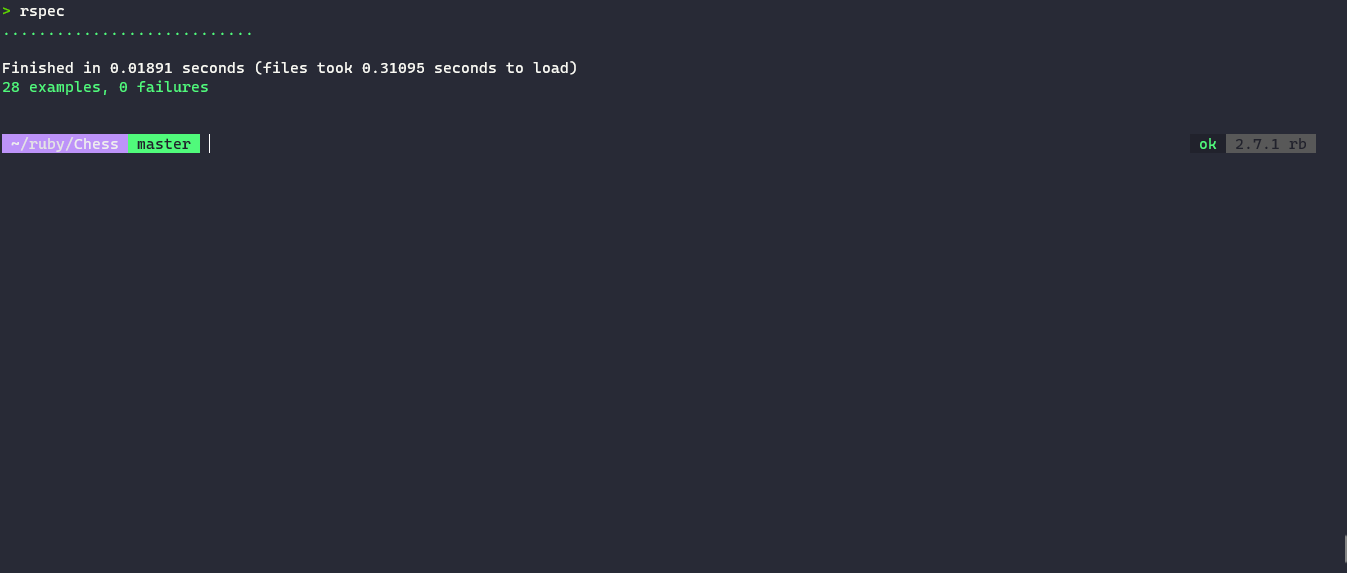 > rspec
............................
Finished in 0.01891 seconds (files took 0.31095 seconds to load)
28 examples, 0 failures
~/ruby/Chess master ok 2.7.1 rb